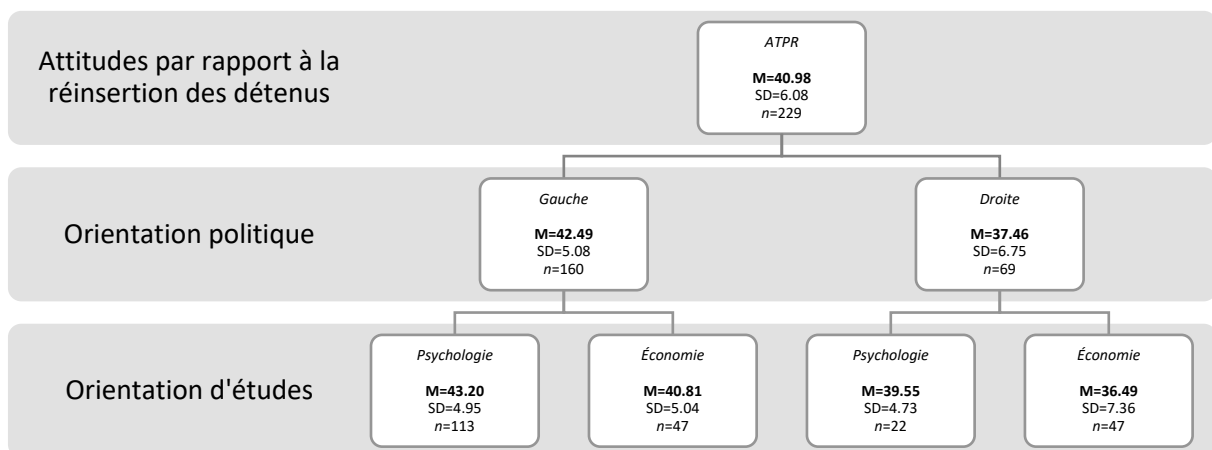 Attitudes par rapport à la
réinsertion des détenus
ATPR
M=40.98
SD=6.08
n=229
Orientation politique
Gauche
M=42.49
SD=5.08
n=160
Droite
M=37.46
SD=6.75
n=69
Orientation d'études
Psychologie
M=43.20
SD=4.95
n=113
Économie
M=40.81
SD=5.04
n=47
Psychologie
M=39.55
SD=4.73
n=22
Économie
M=36.49
SD=7.36
n=47